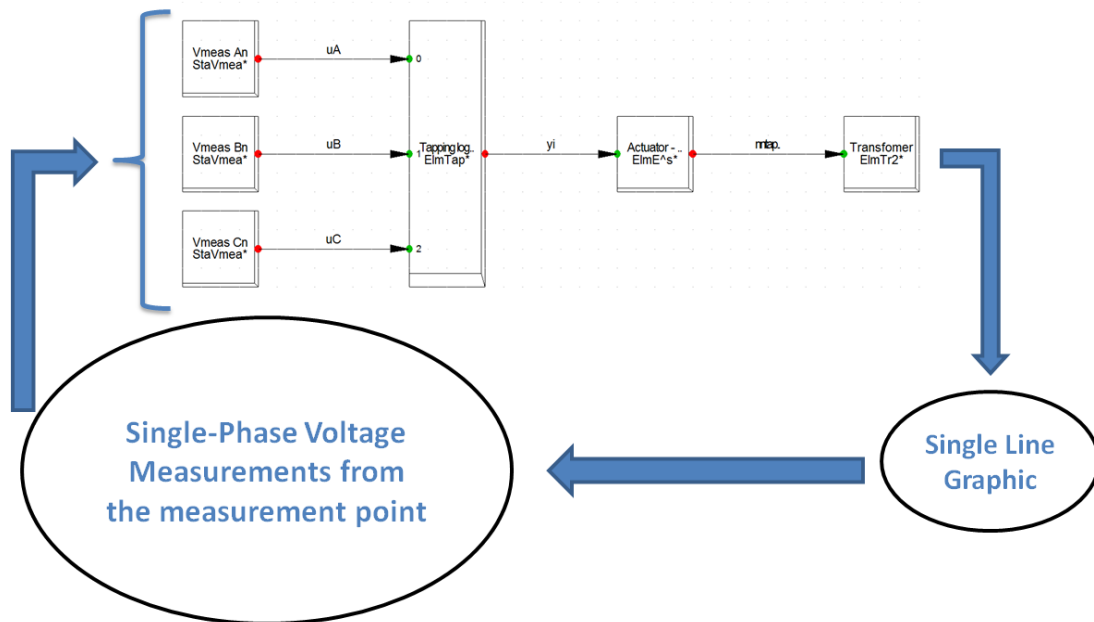 Vmeas An
StaVmea*
uA
0
Vmeas Bn
StaVmea*
uB
1
Tapping log..
ElmTap*
yi
Actuator - ..
ElmE^s*
nntap..
Transfomer
ElmTr2*
Vmeas Cn
StaVmea*
uC
2
Single-Phase Voltage
Measurements from
the measurement point
Single Line
Graphic